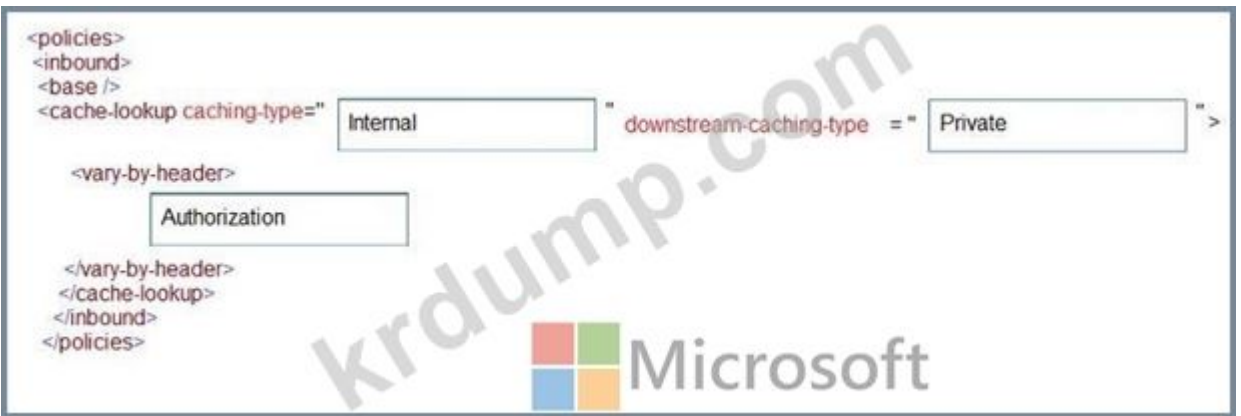 <policies>
<inbound>
<base />
<cache-lookup caching-type=" Internal " downstream-caching-type = " Private ">
<vary-by-header>
Authorization
</vary-by-header>
</cache-lookup>
</inbound>
</policies>
krdump.com
Microsoft